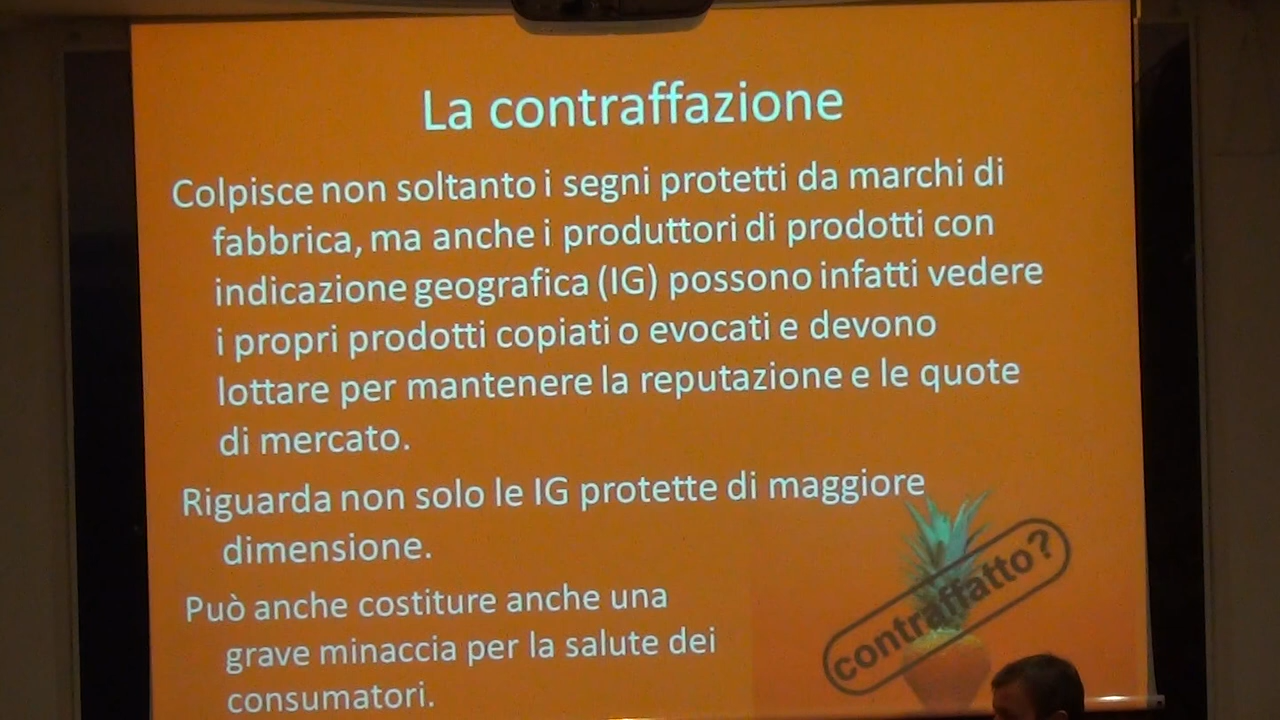 La contraffazione
Colpisce non soltanto i segni protetti da marchi di
fabbrica, ma anche i produttori di prodotti con
indicazione geografica (IG) possono infatti vedere
i propri prodotti copiati o evocati e devono
lottare per mantenere la reputazione e le quote
di mercato.
Riguarda non solo le IG protette di maggiore
dimensione.
Può anche costiture anche una
grave minaccia per la salute dei
consumatori.
contraffatto?